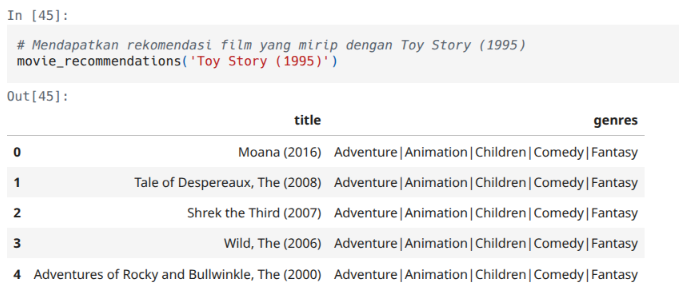 In [45]:
# Mendapatkan rekomendasi film yang mirip dengan Toy Story (1995)
movie_recommendations('Toy Story (1995)')
Out[45]:
title genres
0 Moana (2016) Adventure|Animation|Children|Comedy|Fantasy
1 Tale of Despereaux, The (2008) Adventure|Animation|Children|Comedy|Fantasy
2 Shrek the Third (2007) Adventure|Animation|Children|Comedy|Fantasy
3 Wild, The (2006) Adventure|Animation|Children|Comedy|Fantasy
4 Adventures of Rocky and Bullwinkle, The (2000) Adventure|Animation|Children|Comedy|Fantasy